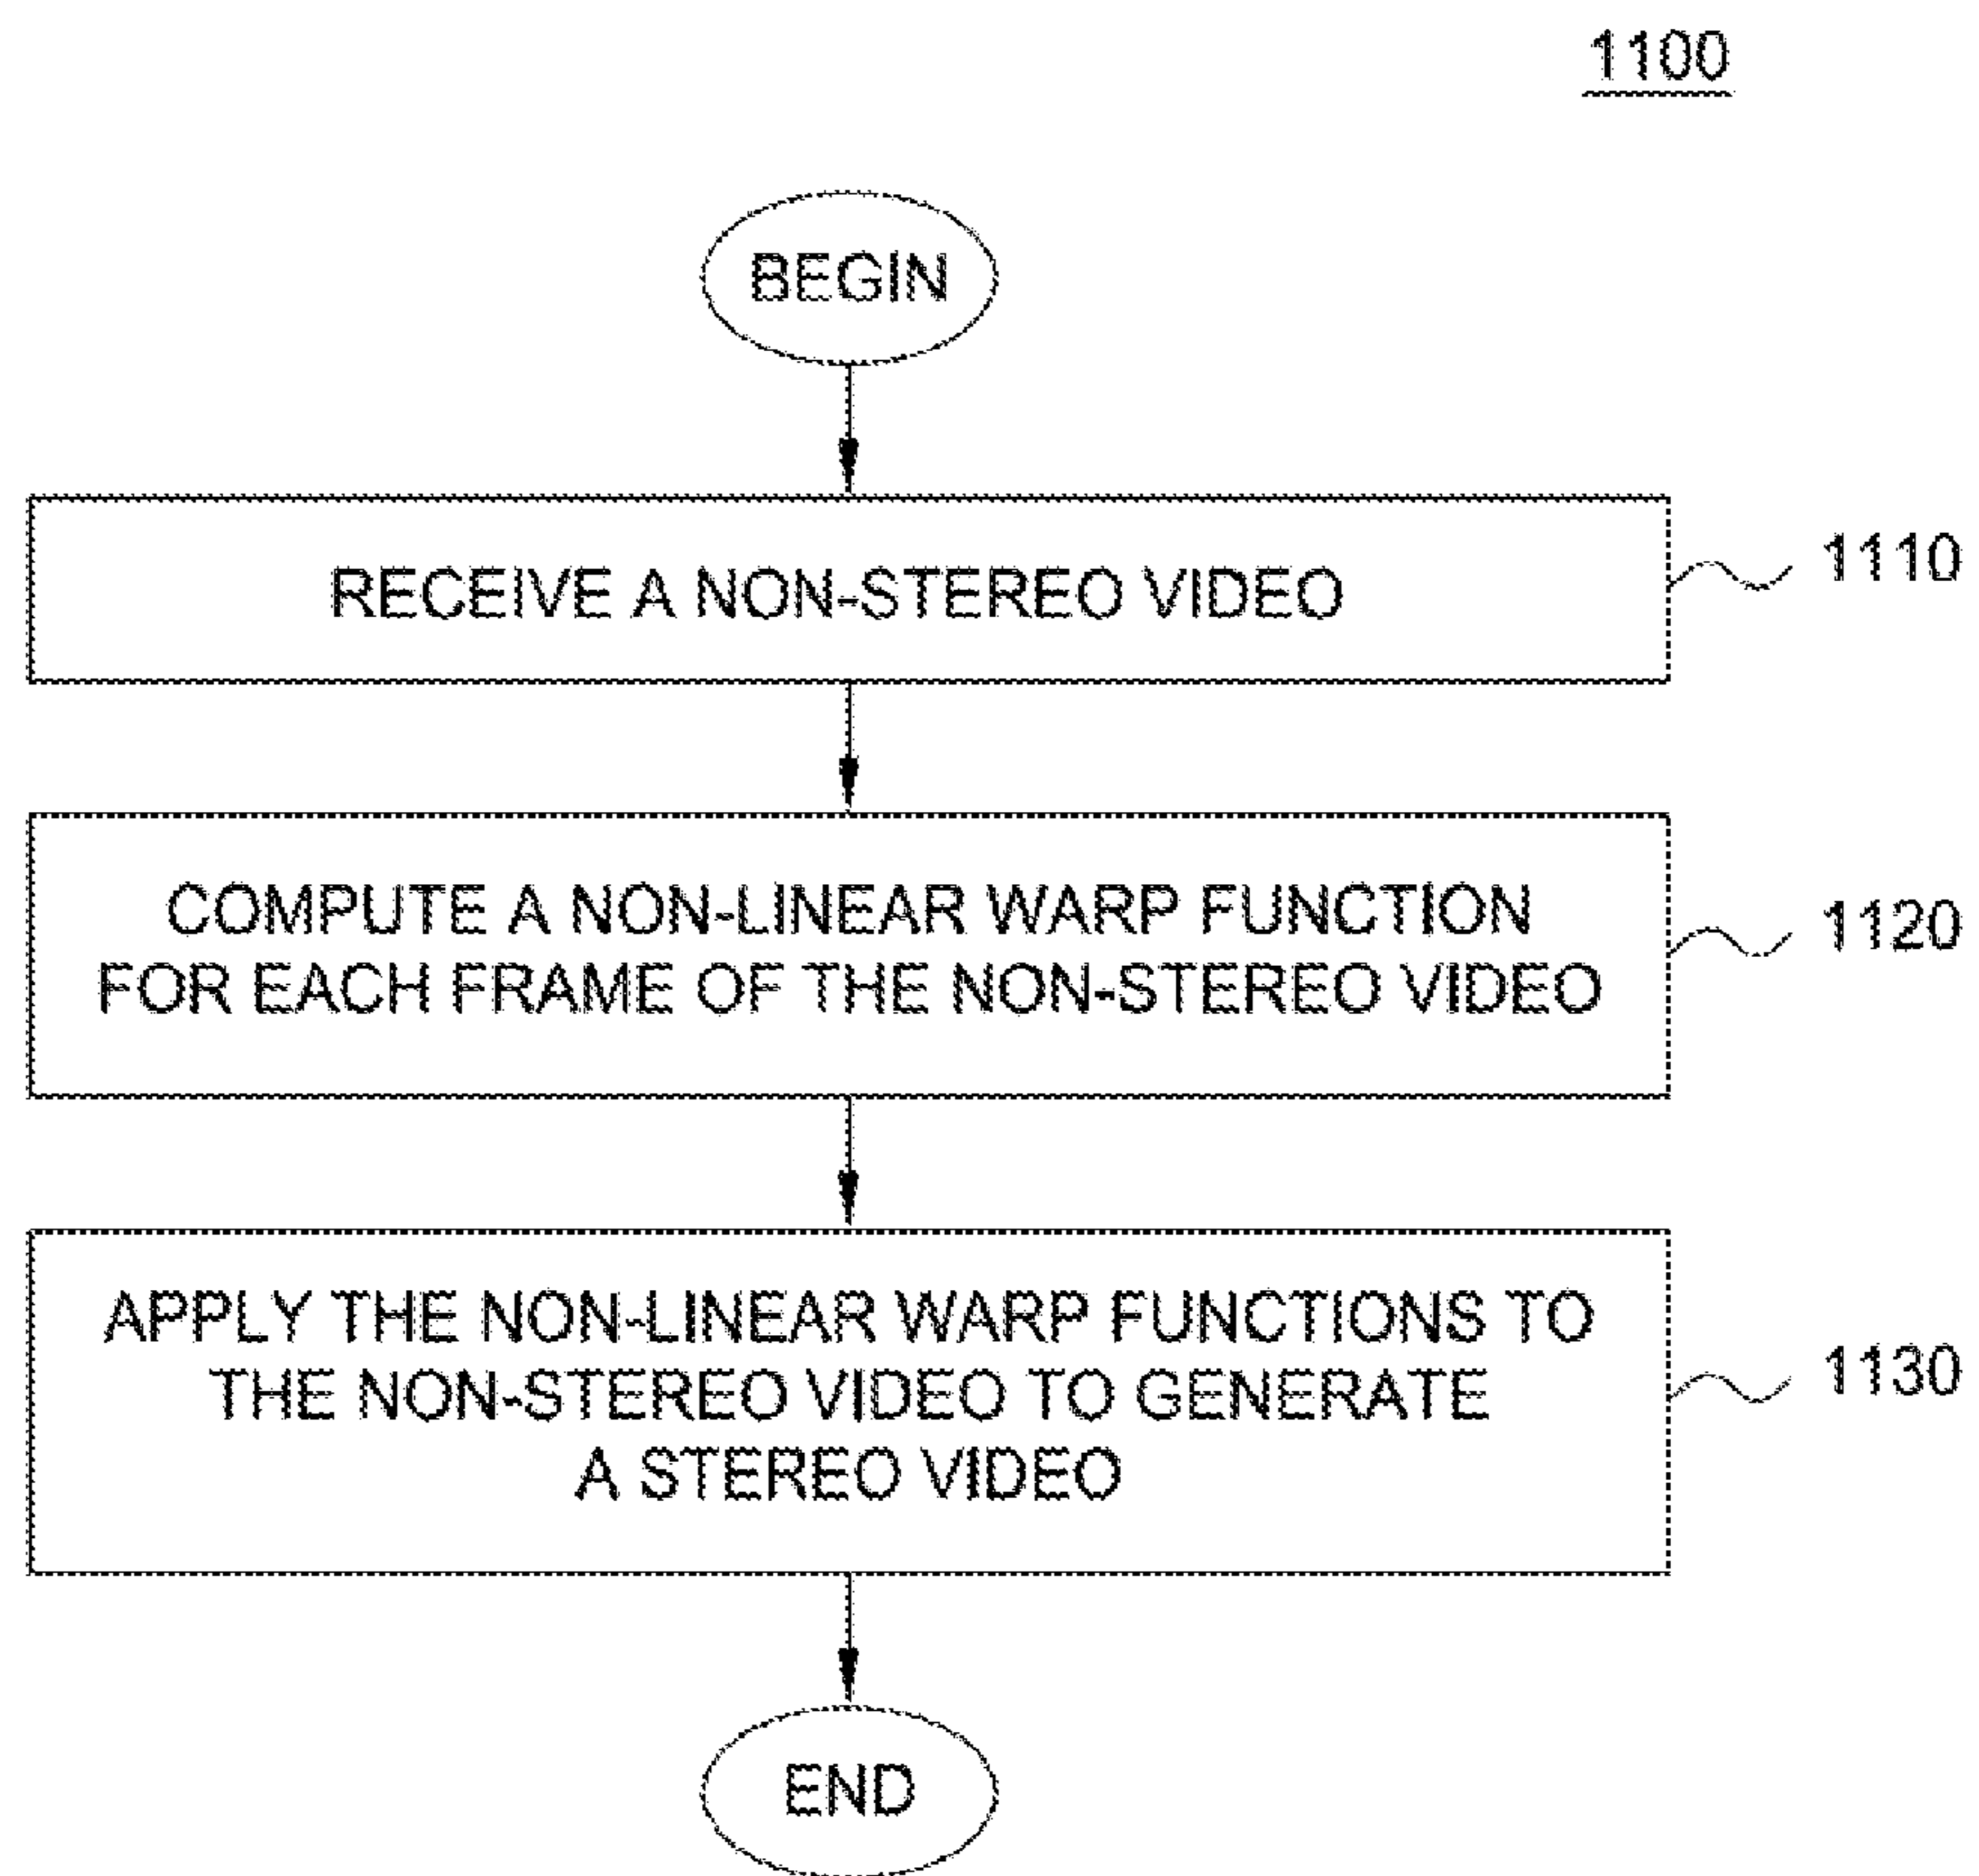 1100
BEGIN
RECEIVE A NON-STEREO VIDEO
1110
COMPUTE A NON-LINEAR WARP FUNCTION
FOR EACH FRAME OF THE NON-STEREO VIDEO
1120
APPLY THE NON-LINEAR WARP FUNCTIONS TO
THE NON-STEREO VIDEO TO GENERATE
A STEREO VIDEO
1130
END